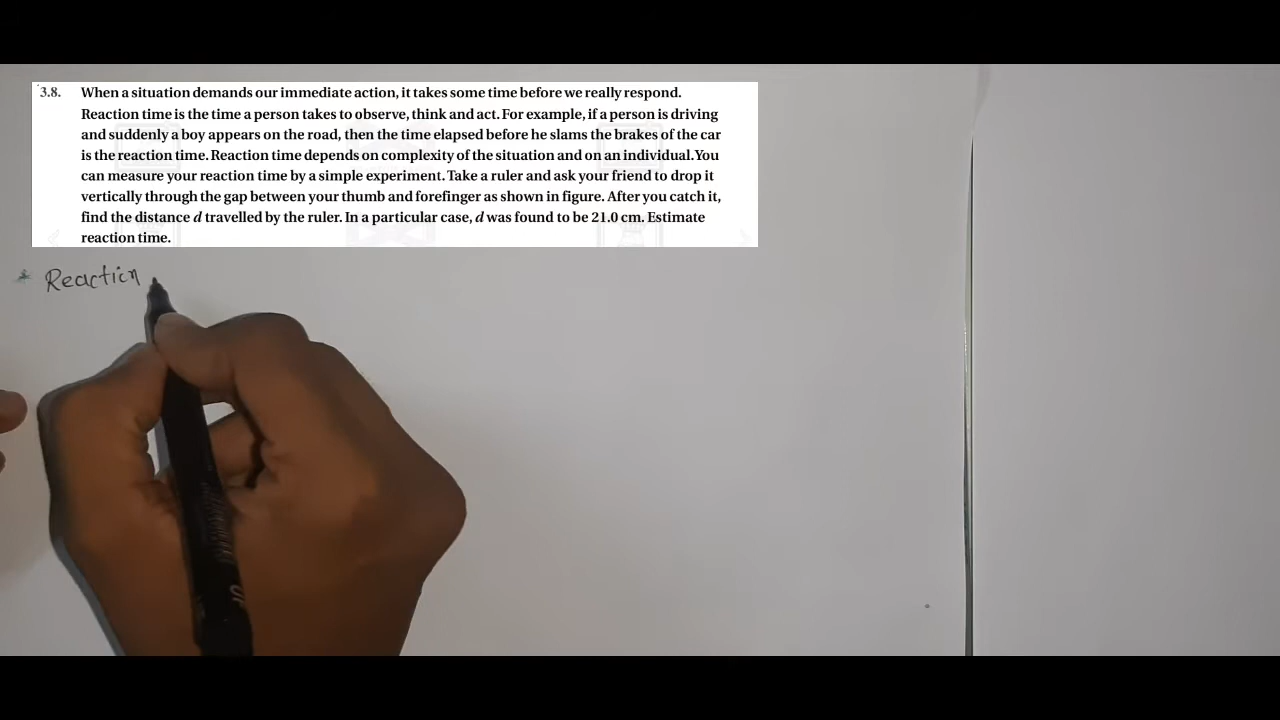 3.8. When a situation demands our immediate action, it takes some time before we really respond.
Reaction time is the time a person takes to observe, think and act. For example, if a person is driving
and suddenly a boy appears on the road, then the time elapsed before he slams the brakes of the car
is the reaction time. Reaction time depends on complexity of the situation and on an individual.You
can measure your reaction time by a simple experiment. Take a ruler and ask your friend to drop it
vertically through the gap between your thumb and forefinger as shown in figure. After you catch it,
find the distance d travelled by the ruler. In a particular case, d was found to be 21.0 cm. Estimate
reaction time.
* Reaction